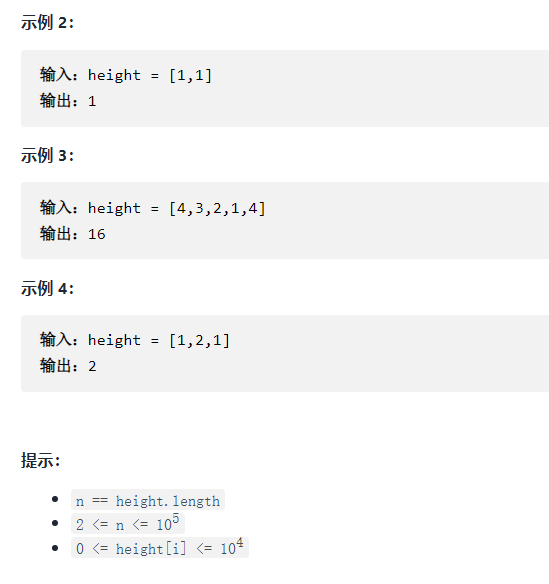 示例 2：
输入：height = [1,1]
输出：1
示例 3：
输入：height = [4,3,2,1,4]
输出：16
示例 4：
输入：height = [1,2,1]
输出：2
提示：
n == height.length
2 <= n <= 10^5
0 <= height[i] <= 10^4